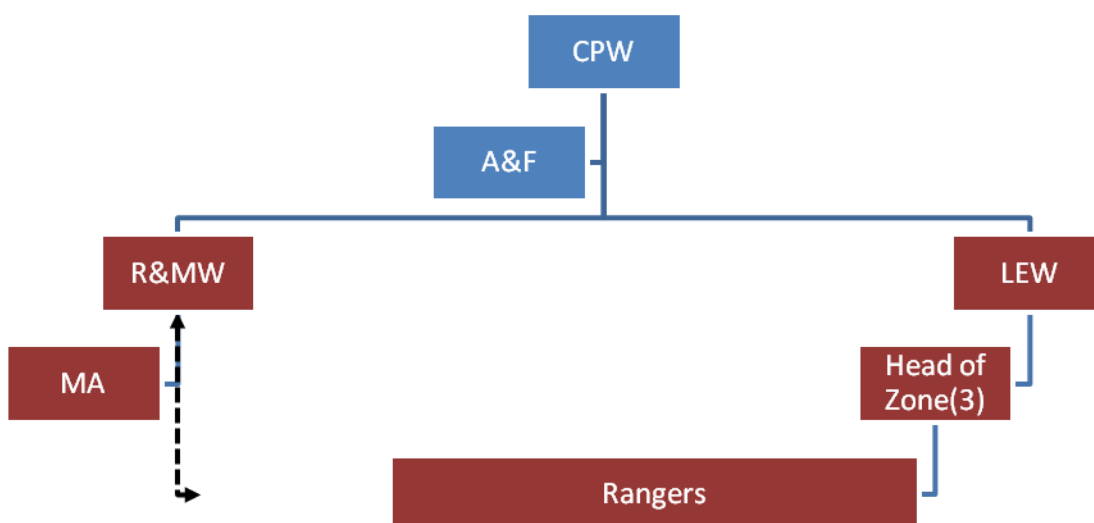 CPW
A&F
R&MW
LEW
MA
Head of
Zone(3)
Rangers